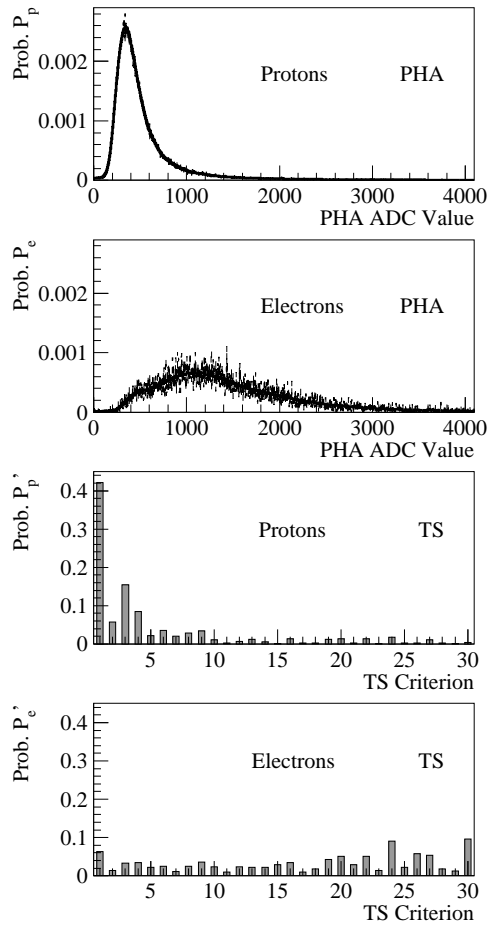 Prob. P_p
0.002
0.001
0
Protons PHA
0 1000 2000 3000 4000
PHA ADC Value
Prob. P_e
0.002
0.001
0
Electrons PHA
0 1000 2000 3000 4000
PHA ADC Value
Prob. P_p’
0.4
0.3
0.2
0.1
0
Protons TS
5 10 15 20 25 30
TS Criterion
Prob. P_e’
0.4
0.3
0.2
0.1
0
Electrons TS
5 10 15 20 25 30
TS Criterion